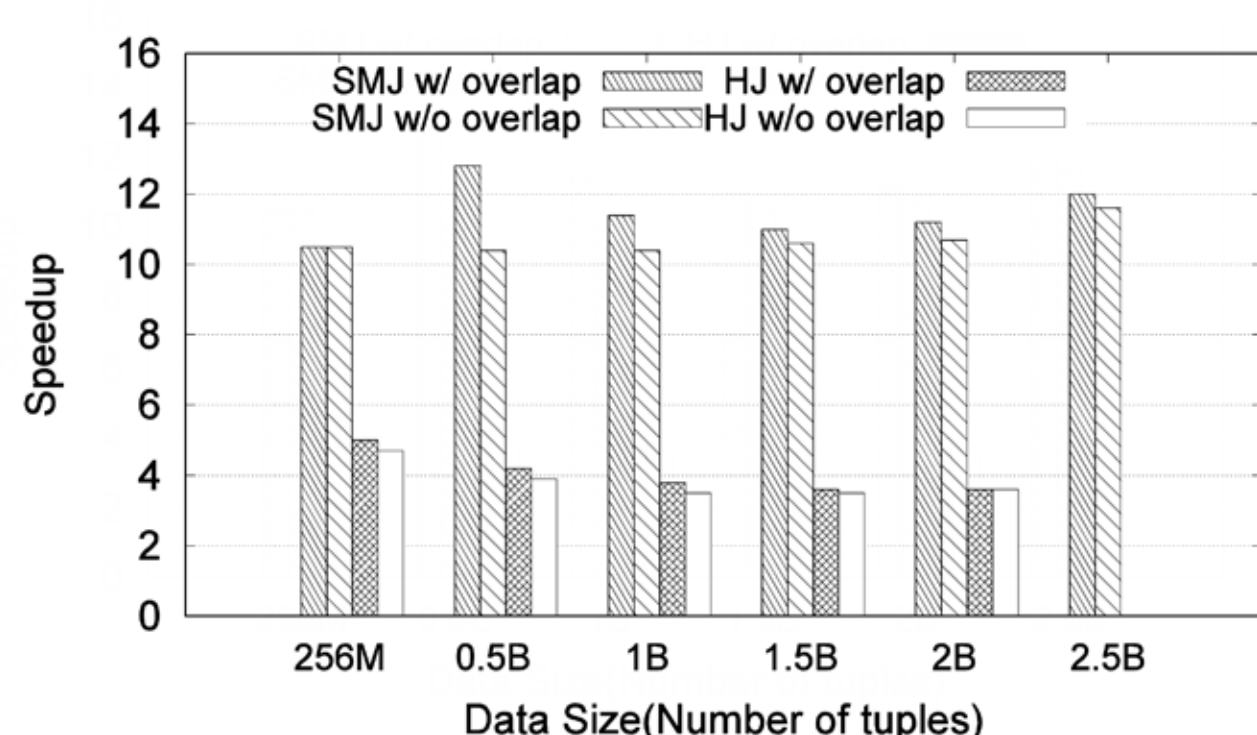 16
SMJ w/ overlap HJ w/ overlap
14
SMJ w/o overlap HJ w/o overlap
12
10
8
6
4
2
0
Speedup
256M 0.5B 1B 1.5B 2B 2.5B
Data Size(Number of tuples)